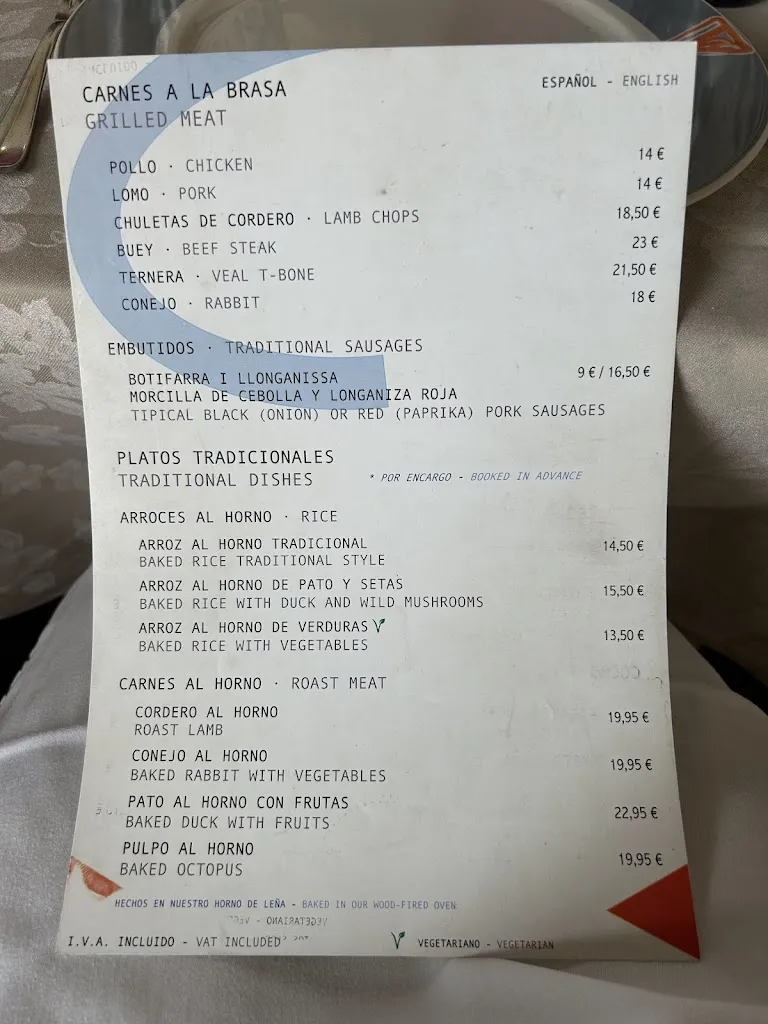 CARNES A LA BRASA
ESPAÑOL - ENGLISH
GRILLED MEAT
POLLO · CHICKEN 14 €
LOMO · PORK 14 €
CHULETAS DE CORDERO · LAMB CHOPS 18,50 €
BUEY · BEEF STEAK 23 €
TERNERA · VEAL T-BONE 21,50 €
CONEJO · RABBIT 18 €
EMBUTIDOS · TRADITIONAL SAUSAGES
BOTIFARRA I LLONGANISSA 9 € / 16,50 €
MORCILLA DE CEBOLLA Y LONGANIZA ROJA
TIPICAL BLACK (ONION) OR RED (PAPRIKA) PORK SAUSAGES
PLATOS TRADICIONALES
TRADITIONAL DISHES * POR ENCARGO - BOOKED IN ADVANCE
ARROCES AL HORNO · RICE
ARROZ AL HORNO TRADICIONAL 14,50 €
BAKED RICE TRADITIONAL STYLE
ARROZ AL HORNO DE PATO Y SETAS 15,50 €
BAKED RICE WITH DUCK AND WILD MUSHROOMS
ARROZ AL HORNO DE VERDURAS 13,50 €
BAKED RICE WITH VEGETABLES
CARNES AL HORNO · ROAST MEAT
CORDERO AL HORNO 19,95 €
ROAST LAMB
CONEJO AL HORNO 19,95 €
BAKED RABBIT WITH VEGETABLES
PATO AL HORNO CON FRUTAS 22,95 €
BAKED DUCK WITH FRUITS
PULPO AL HORNO 19,95 €
BAKED OCTOPUS
HECHOS EN NUESTRO HORNO DE LEÑA - BAKED IN OUR WOOD-FIRED OVEN
I.V.A. INCLUIDO - VAT INCLUDED VEGETARIANO - VEGETARIAN